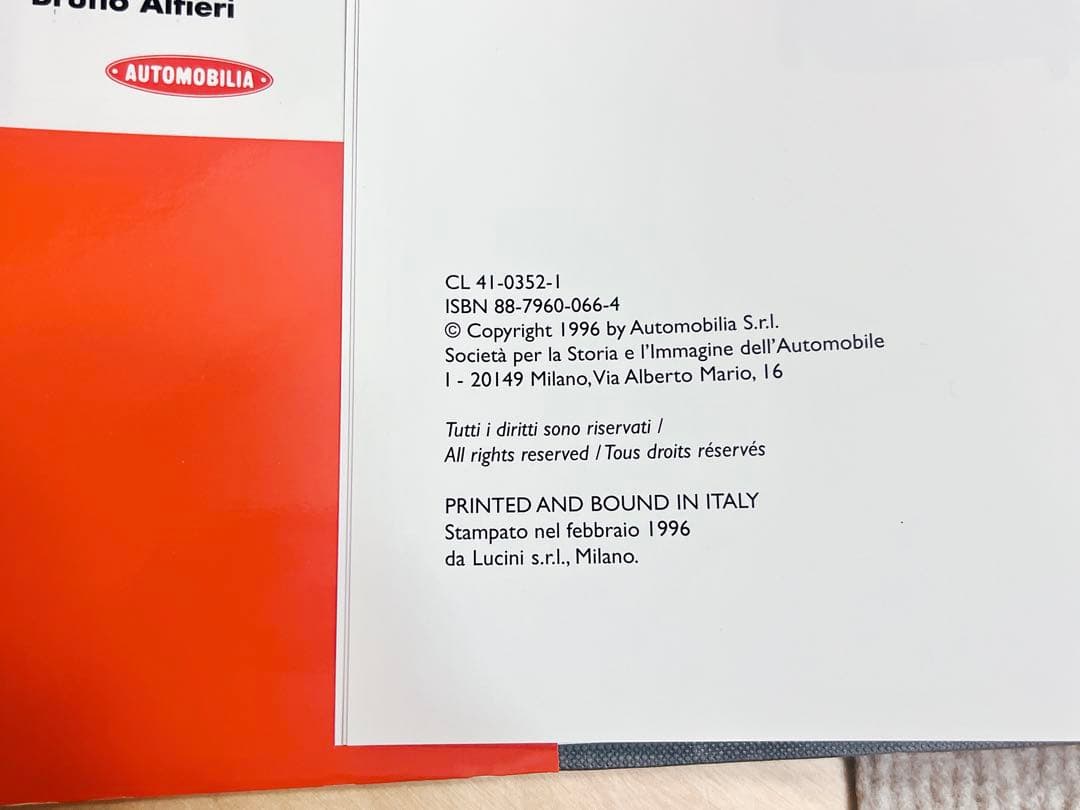 Bruno Alfieri
AUTOMOBILIA
CL 41-0352-1
ISBN 88-7960-066-4
© Copyright 1996 by Automobilia S.r.l.
Società per la Storia e l'Immagine dell'Automobile
I - 20149 Milano, Via Alberto Mario, 16
Tutti i diritti sono riservati /
All rights reserved / Tous droits réservés
PRINTED AND BOUND IN ITALY
Stampato nel febbraio 1996
da Lucini s.r.l., Milano.